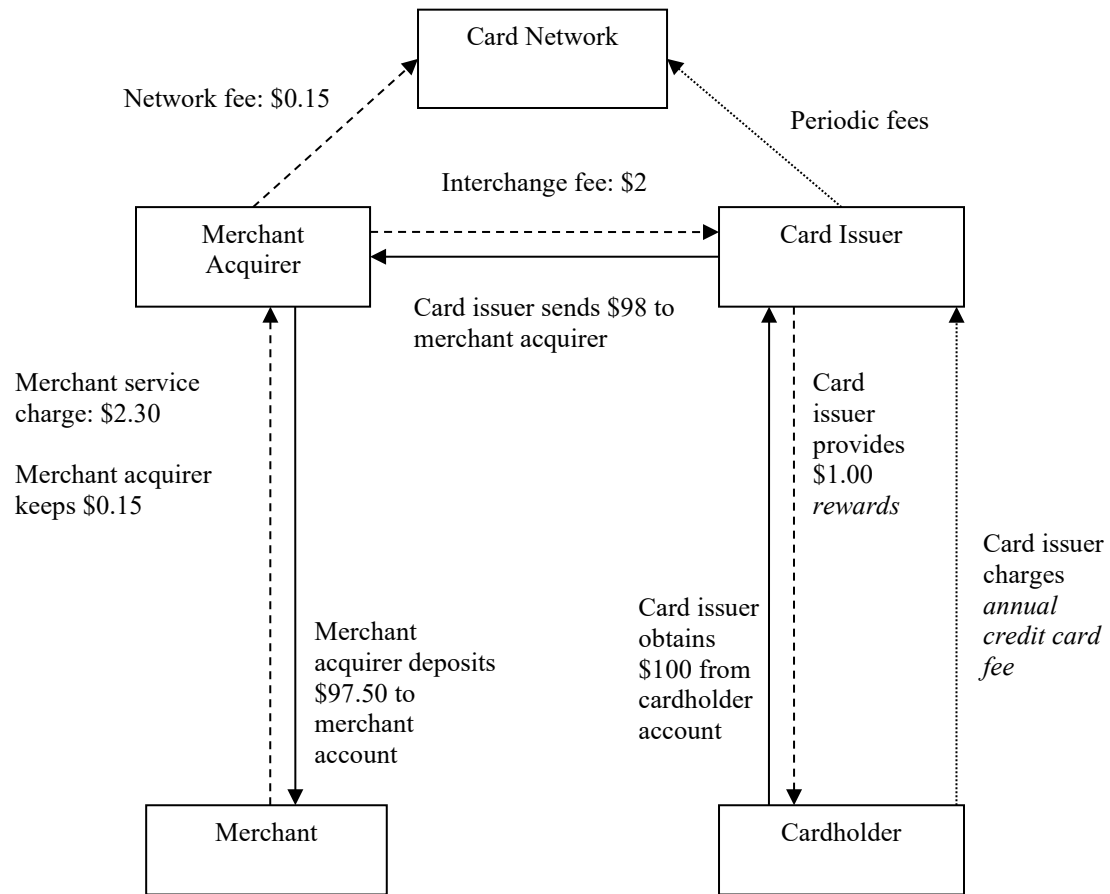 Card Network
Network fee: $0.15
Periodic fees
Interchange fee: $2
Merchant
Acquirer
Card Issuer
Card issuer sends $98 to
merchant acquirer
Merchant service
charge: $2.30
Merchant acquirer
keeps $0.15
Card
issuer
provides
$1.00
rewards
Card issuer
charges
annual
credit card
fee
Merchant
acquirer deposits
$97.50 to
merchant
account
Card issuer
obtains
$100 from
cardholder
account
Merchant
Cardholder